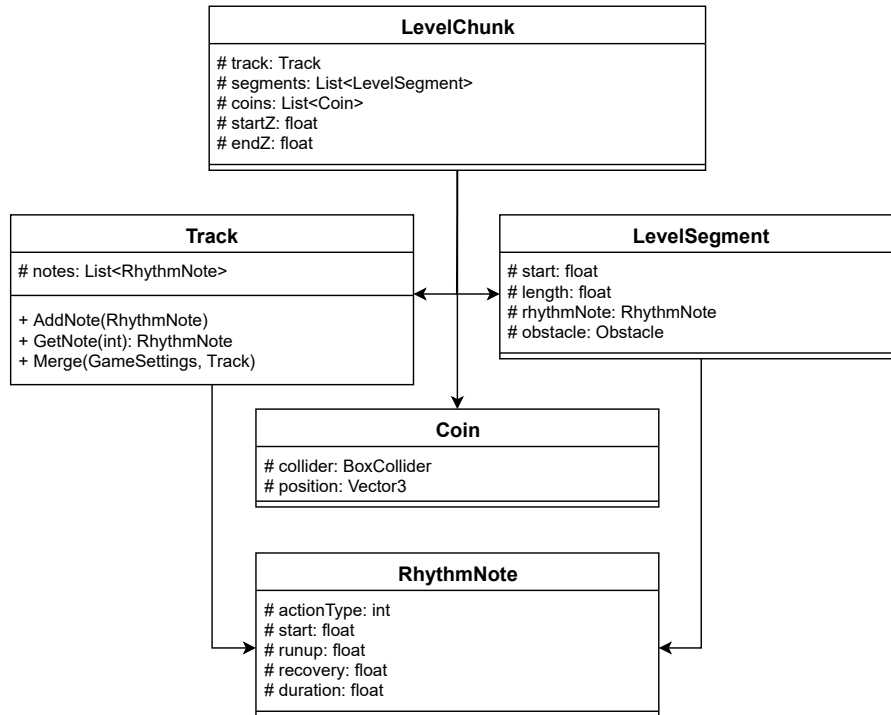 LevelChunk
# track: Track
# segments: List<LevelSegment>
# coins: List<Coin>
# startZ: float
# endZ: float
Track
# notes: List<RhythmNote>
+ AddNote(RhythmNote)
+ GetNote(int): RhythmNote
+ Merge(GameSettings, Track)
LevelSegment
# start: float
# length: float
# rhythmNote: RhythmNote
# obstacle: Obstacle
Coin
# collider: BoxCollider
# position: Vector3
RhythmNote
# actionType: int
# start: float
# runup: float
# recovery: float
# duration: float